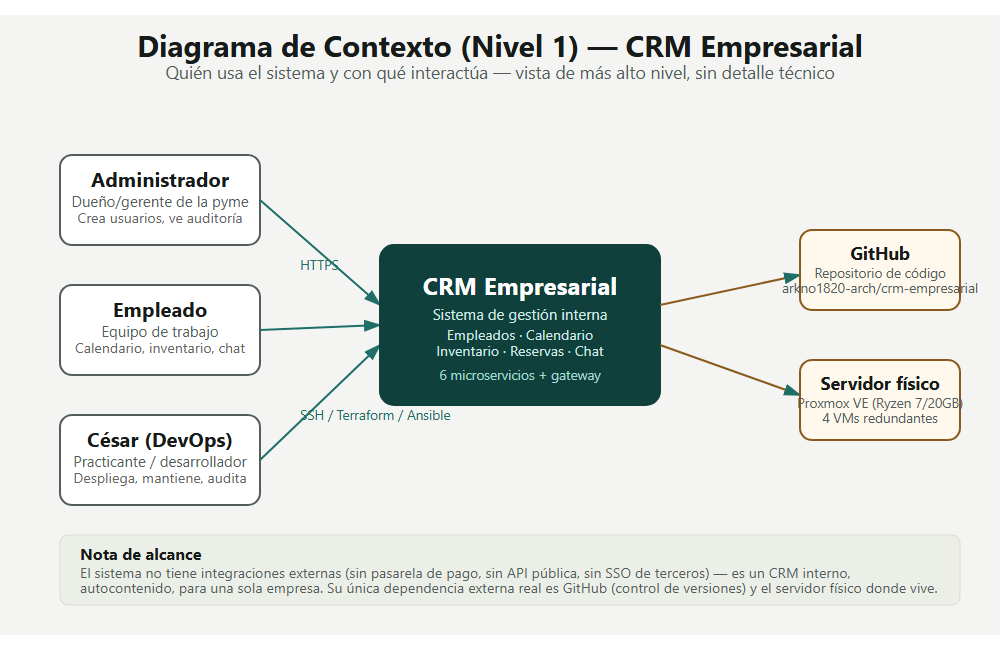 Diagrama de Contexto (Nivel 1) — CRM Empresarial
Quién usa el sistema y con qué interactúa — vista de más alto nivel, sin detalle técnico
Administrador
Dueño/gerente de la pyme
Crea usuarios, ve auditoría
HTTPS
Empleado
Equipo de trabajo
Calendario, inventario, chat
César (DevOps)
Practicante / desarrollador
Despliega, mantiene, audita
SSH / Terraform / Ansible
CRM Empresarial
Sistema de gestión interna
Empleados · Calendario
Inventario · Reservas · Chat
6 microservicios + gateway
GitHub
Repositorio de código
arkno1820-arch/crm-empresarial
Servidor físico
Proxmox VE (Ryzen 7/20GB)
4 VMs redundantes
Nota de alcance
El sistema no tiene integraciones externas (sin pasarela de pago, sin API pública, sin SSO de terceros) — es un CRM interno,
autocontenido, para una sola empresa. Su única dependencia externa real es GitHub (control de versiones) y el servidor físico donde vive.